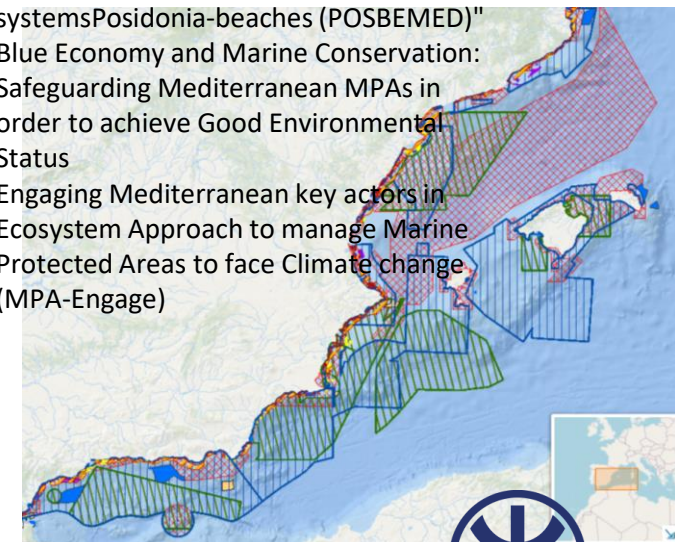 systemsPosidonia-beaches (POSBEMED)"
Blue Economy and Marine Conservation:
Safeguarding Mediterranean MPAs in
order to achieve Good Environmental
Status
Engaging Mediterranean key actors in
Ecosystem Approach to manage Marine
Protected Areas to face Climate change
(MPA-Engage)